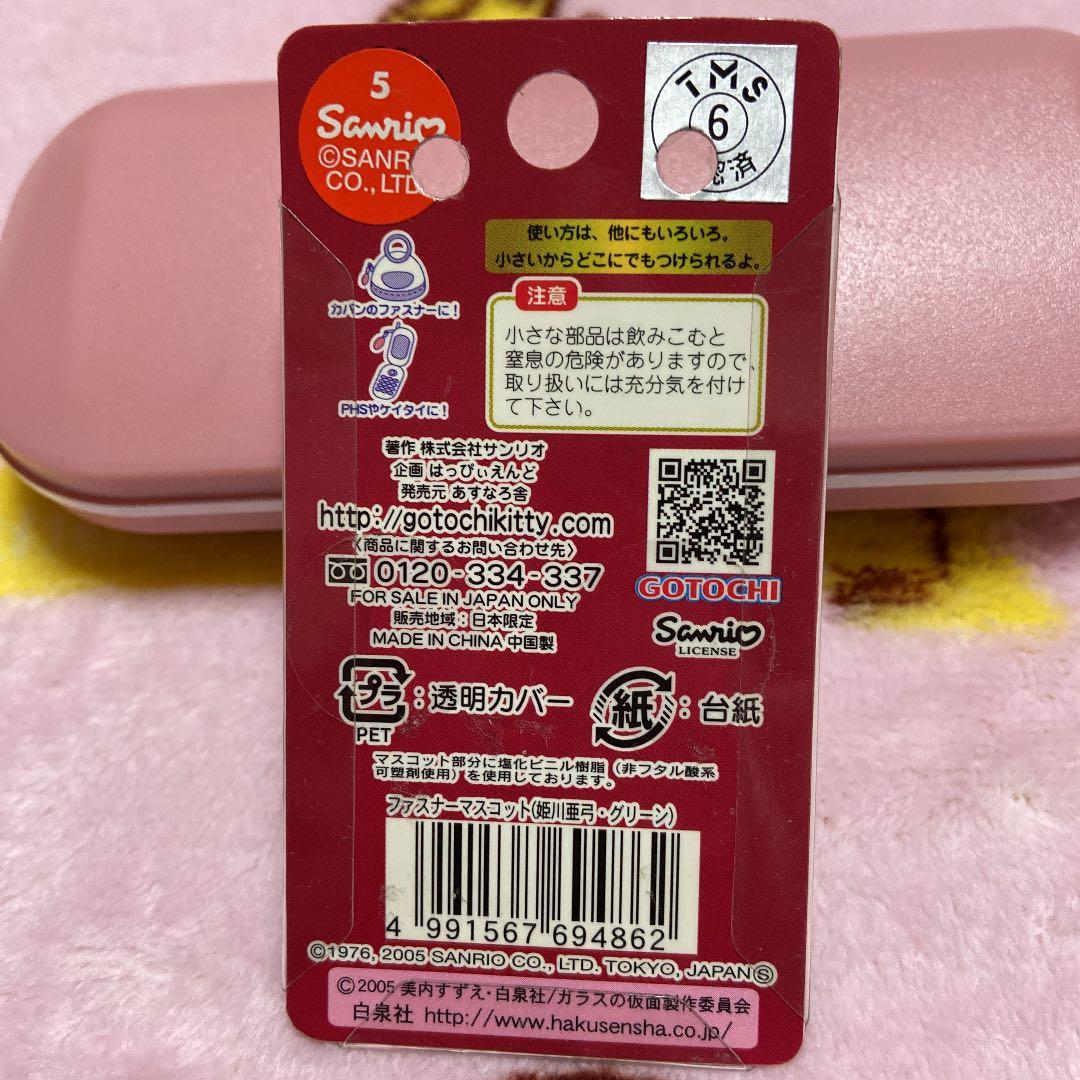 5
Sanrio
©SANR
CO., LTD
TMS
6
認済
使い方は、他にもいろいろ。
小さいからどこにでもつけられるよ。
カバンのファスナーに!
PHSやケイタイに!
注意
小さな部品は飲みこむと
窒息の危険がありますので、
取り扱いには充分気を付け
て下さい。
著作 株式会社サンリオ
企画 はっぴぃえんど
発売元 あすなろ舎
http://gotochikitty.com
〈商品に関するお問い合わせ先〉
0120-334-337
FOR SALE IN JAPAN ONLY
販売地域:日本限定
MADE IN CHINA 中国製
GOTOCHI
Sanrio
LICENSE
プラ:透明カバー
PET
紙:台紙
マスコット部分に塩化ビニル樹脂(非フタル酸系
可塑剤使用)を使用しております。
ファスナーマスコット(姫川亜弓・グリーン)
4 991567 694862
©1976, 2005 SANRIO CO., LTD. TOKYO, JAPAN Ⓢ
©2005 美内すずえ・白泉社/ガラスの仮面製作委員会
白泉社 http://www.hakusensha.co.jp/